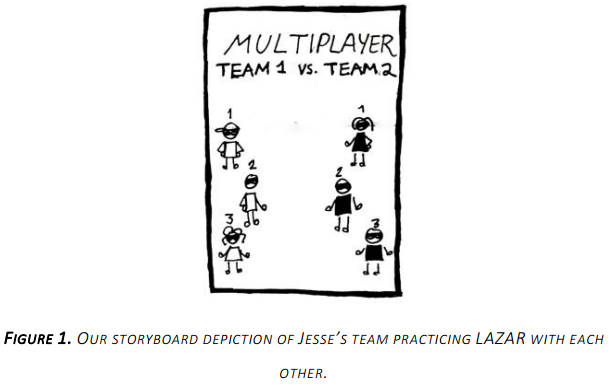 MULTIPLAYER
TEAM 1 VS. TEAM 2
1 1
2 2
3 3
FIGURE 1. OUR STORYBOARD DEPICTION OF JESSE'S TEAM PRACTICING LAZAR WITH EACH
OTHER.